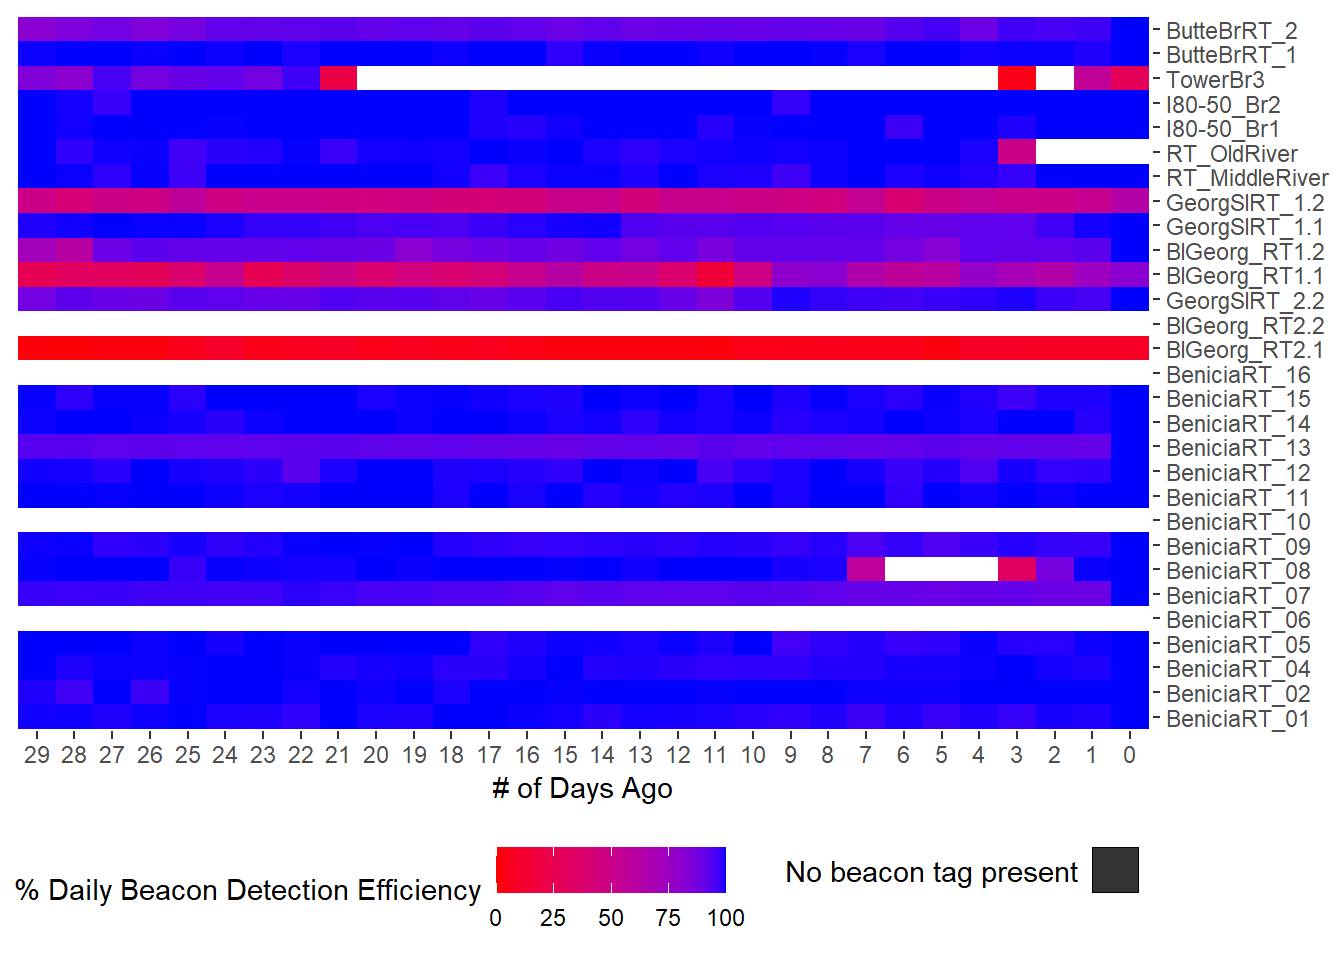 ButteBrRT_2
ButteBrRT_1
TowerBr3
I80-50_Br2
I80-50_Br1
RT_OldRiver
RT_MiddleRiver
GeorgSlRT_1.2
GeorgSlRT_1.1
BlGeorg_RT1.2
BlGeorg_RT1.1
GeorgSlRT_2.2
BlGeorg_RT2.2
BlGeorg_RT2.1
BeniciaRT_16
BeniciaRT_15
BeniciaRT_14
BeniciaRT_13
BeniciaRT_12
BeniciaRT_11
BeniciaRT_10
BeniciaRT_09
BeniciaRT_08
BeniciaRT_07
BeniciaRT_06
BeniciaRT_05
BeniciaRT_04
BeniciaRT_02
BeniciaRT_01
29 28 27 26 25 24 23 22 21 20 19 18 17 16 15 14 13 12 11 10 9 8 7 6 5 4 3 2 1 0
# of Days Ago
% Daily Beacon Detection Efficiency
0 25 50 75 100
No beacon tag present